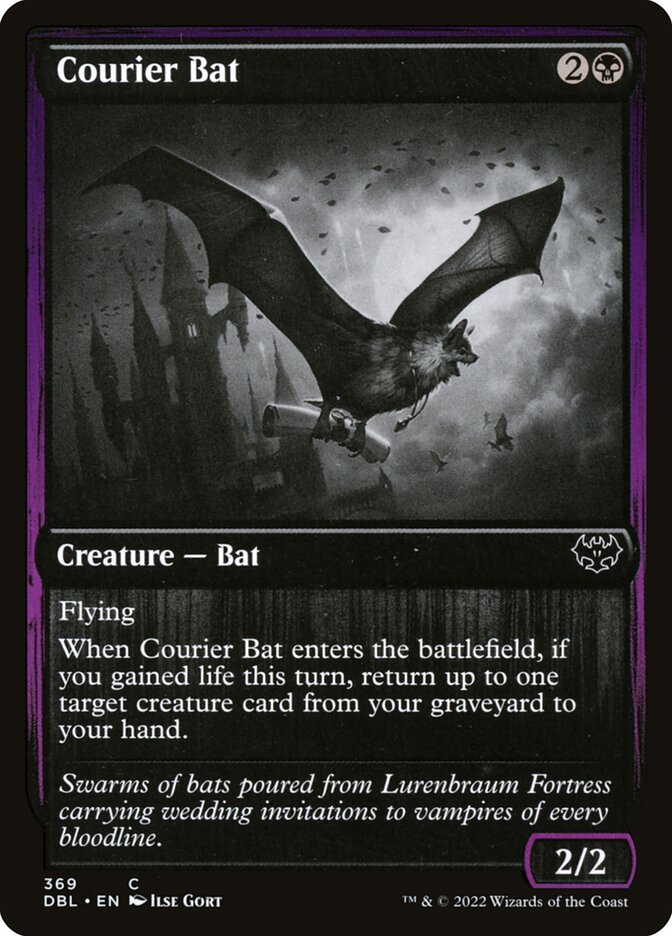 Courier Bat
2
Creature — Bat
Flying
When Courier Bat enters the battlefield, if
you gained life this turn, return up to one
target creature card from your graveyard to
your hand.
Swarms of bats poured from Lurenbraum Fortress
carrying wedding invitations to vampires of every
bloodline.
2/2
369 C
DBL • EN Ilse Gort
™ & © 2022 Wizards of the Coast